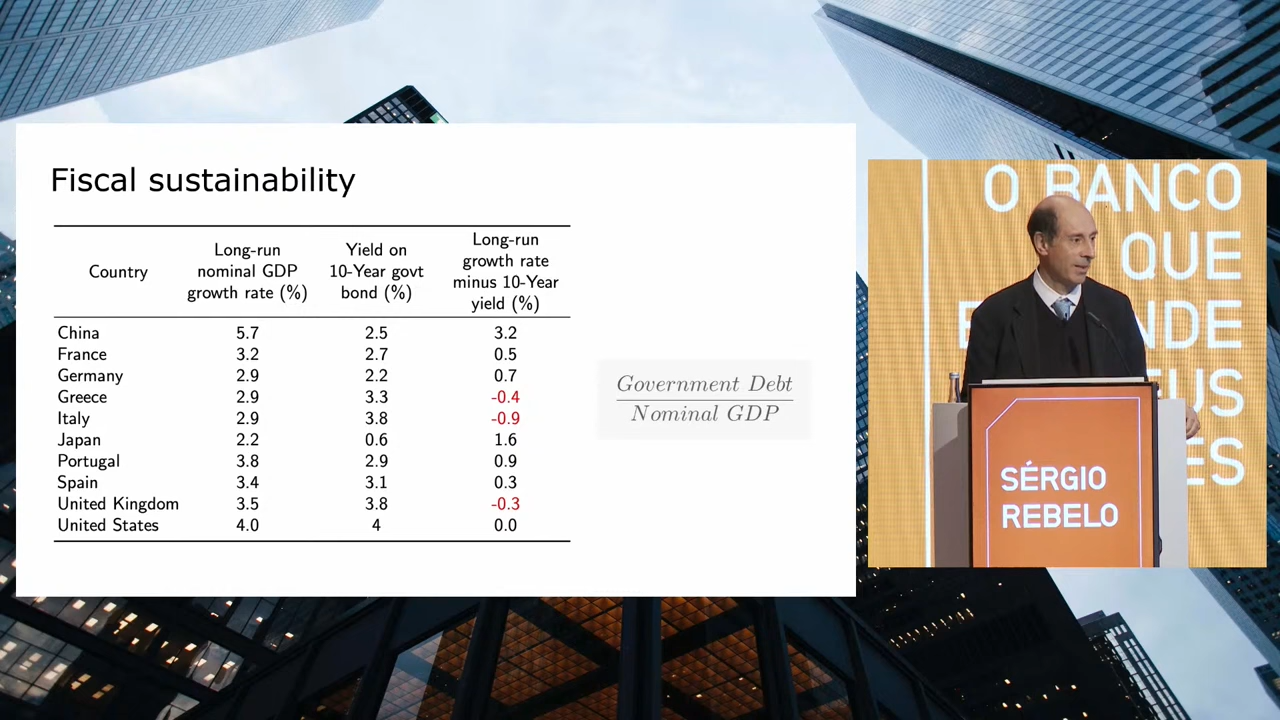 Fiscal sustainability
Country
Long-run
nominal GDP
growth rate (%)
Yield on
10-Year govt
bond (%)
Long-run
growth rate
minus 10-Year
yield (%)
China 5.7 2.5 3.2
France 3.2 2.7 0.5
Germany 2.9 2.2 0.7
Greece 2.9 3.3 -0.4
Italy 2.9 3.8 -0.9
Japan 2.2 0.6 1.6
Portugal 3.8 2.9 0.9
Spain 3.4 3.1 0.3
United Kingdom 3.5 3.8 -0.3
United States 4.0 4 0.0
Government Debt
Nominal GDP
O BANCO
QUE
SÉRGIO
REBELO